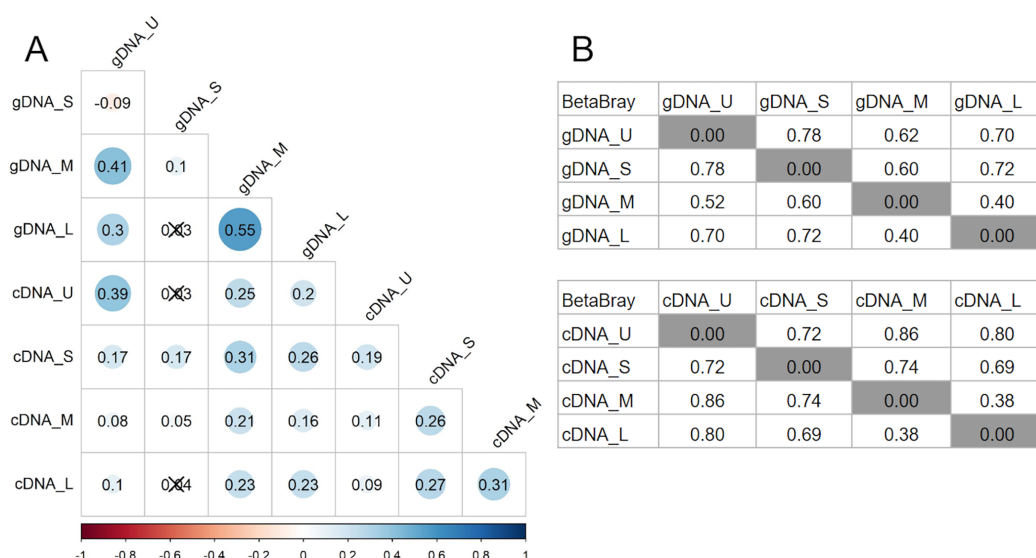 A
gDNA_U
gDNA_S -0.09
gDNA_S
gDNA_M 0.41 0.1
gDNA_M
gDNA_L 0.3 0.03 0.55
gDNA_L
cDNA_U 0.39 0.03 0.25 0.2
cDNA_U
cDNA_S 0.17 0.17 0.31 0.26 0.19
cDNA_S
cDNA_M 0.08 0.05 0.21 0.16 0.11 0.26
cDNA_M
cDNA_L 0.1 0.04 0.23 0.23 0.09 0.27 0.31
-1 -0.8 -0.6 -0.4 -0.2 0 0.2 0.4 0.6 0.8 1
B
BetaBray gDNA_U gDNA_S gDNA_M gDNA_L
gDNA_U 0.00 0.78 0.62 0.70
gDNA_S 0.78 0.00 0.60 0.72
gDNA_M 0.52 0.60 0.00 0.40
gDNA_L 0.70 0.72 0.40 0.00
BetaBray cDNA_U cDNA_S cDNA_M cDNA_L
cDNA_U 0.00 0.72 0.86 0.80
cDNA_S 0.72 0.00 0.74 0.69
cDNA_M 0.86 0.74 0.00 0.38
cDNA_L 0.80 0.69 0.38 0.00